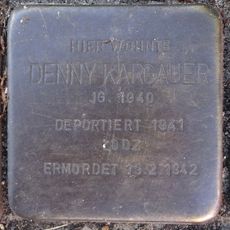 HIER WOHNTE
DENNY KARGAUER
JG. 1940
DEPORTIERT 1941
LODZ
ERMORDET 13.2.1942